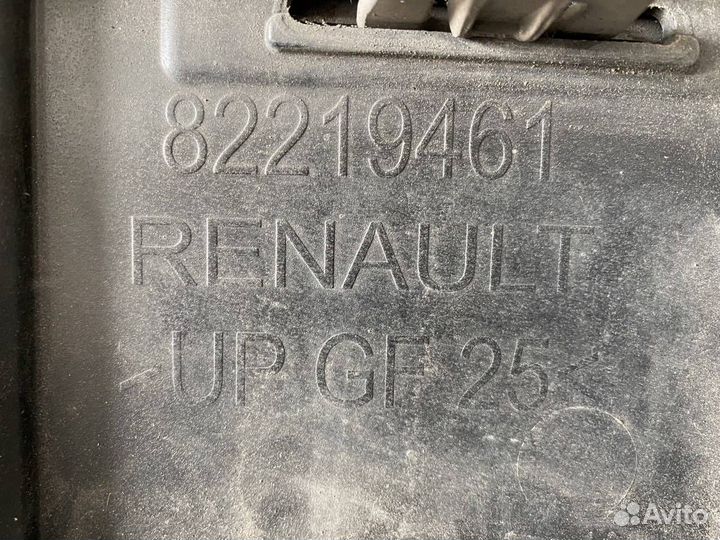 82219461
RENAULT
>UP GF 25<
Avito